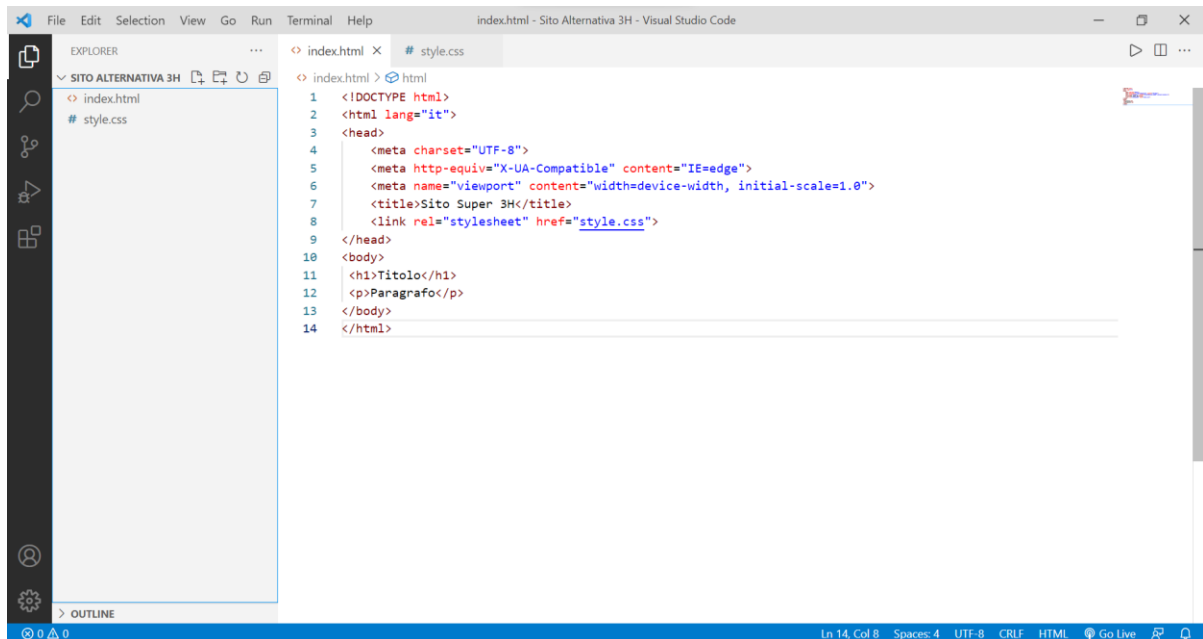 File Edit Selection View Go Run Terminal Help
index.html - Sito Alternativa 3H - Visual Studio Code
EXPLORER
SITO ALTERNATIVA 3H
<> index.html
# style.css
OUTLINE
<> index.html
# style.css
<> index.html > html
1 <!DOCTYPE html>
2 <html lang="it">
3 <head>
4     <meta charset="UTF-8">
5     <meta http-equiv="X-UA-Compatible" content="IE=edge">
6     <meta name="viewport" content="width=device-width, initial-scale=1.0">
7     <title>Sito Super 3H</title>
8     <link rel="stylesheet" href="style.css">
9 </head>
10 <body>
11  <h1>Titolo</h1>
12  <p>Paragrafo</p>
13 </body>
14 </html>
0 0
Ln 14, Col 8 Spaces: 4 UTF-8 CRLF HTML Go Live